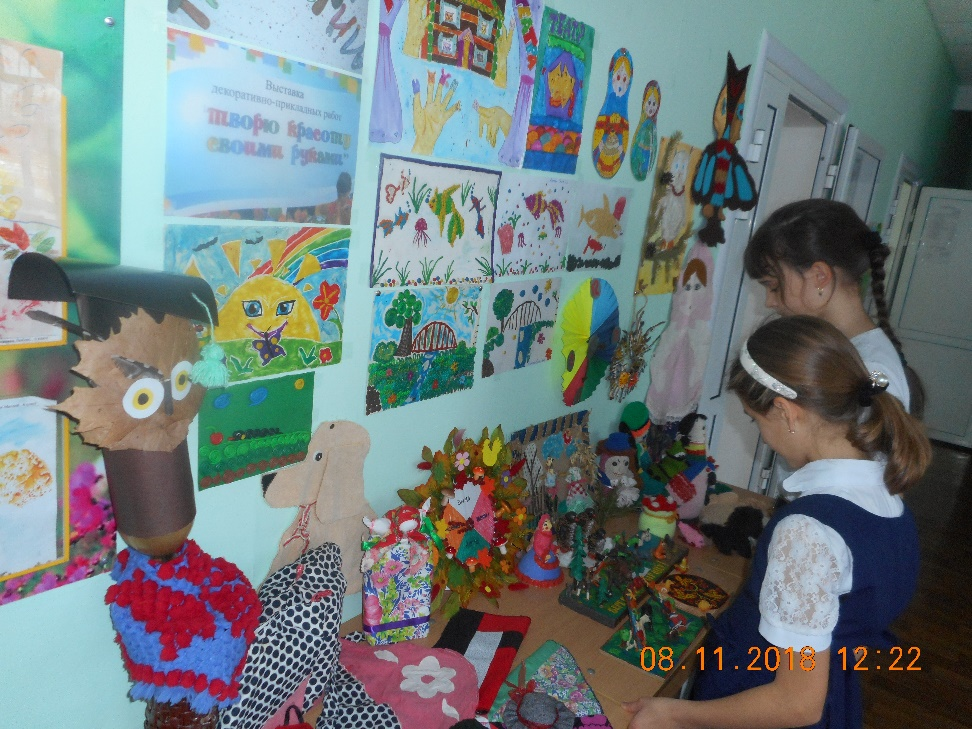 Выставка
декоративно-прикладных работ
"Творю красоту
своими руками"
08.11.2018 12:22